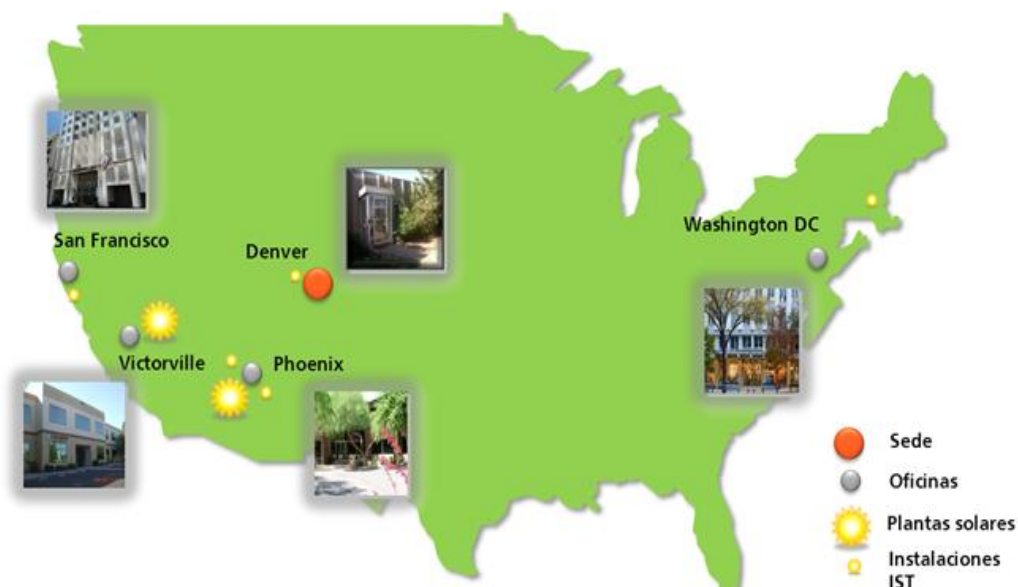 San Francisco
Denver
Washington DC
Victorville
Phoenix
Sede
Oficinas
Plantas solares
Instalaciones
IST